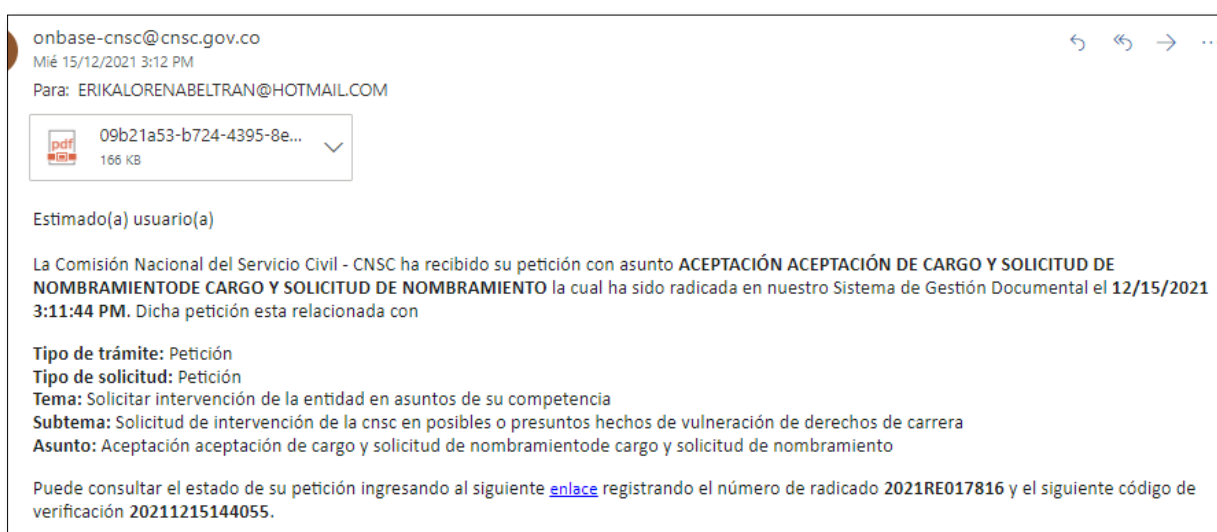 onbase-cnsc@cnsc.gov.co
Mié 15/12/2021 3:12 PM
Para: ERIKALORENABELTRAN@HOTMAIL.COM
pdf
09b21a53-b724-4395-8e...
166 KB
Estimado(a) usuario(a)
La Comisión Nacional del Servicio Civil - CNSC ha recibido su petición con asunto ACEPTACIÓN ACEPTACIÓN DE CARGO Y SOLICITUD DE
NOMBRAMIENTODE CARGO Y SOLICITUD DE NOMBRAMIENTO la cual ha sido radicada en nuestro Sistema de Gestión Documental el 12/15/2021
3:11:44 PM. Dicha petición esta relacionada con
Tipo de trámite: Petición
Tipo de solicitud: Petición
Tema: Solicitar intervención de la entidad en asuntos de su competencia
Subtema: Solicitud de intervención de la cnsc en posibles o presuntos hechos de vulneración de derechos de carrera
Asunto: Aceptación aceptación de cargo y solicitud de nombramientode cargo y solicitud de nombramiento
Puede consultar el estado de su petición ingresando al siguiente enlace registrando el número de radicado 2021RE017816 y el siguiente código de
verificación 20211215144055.